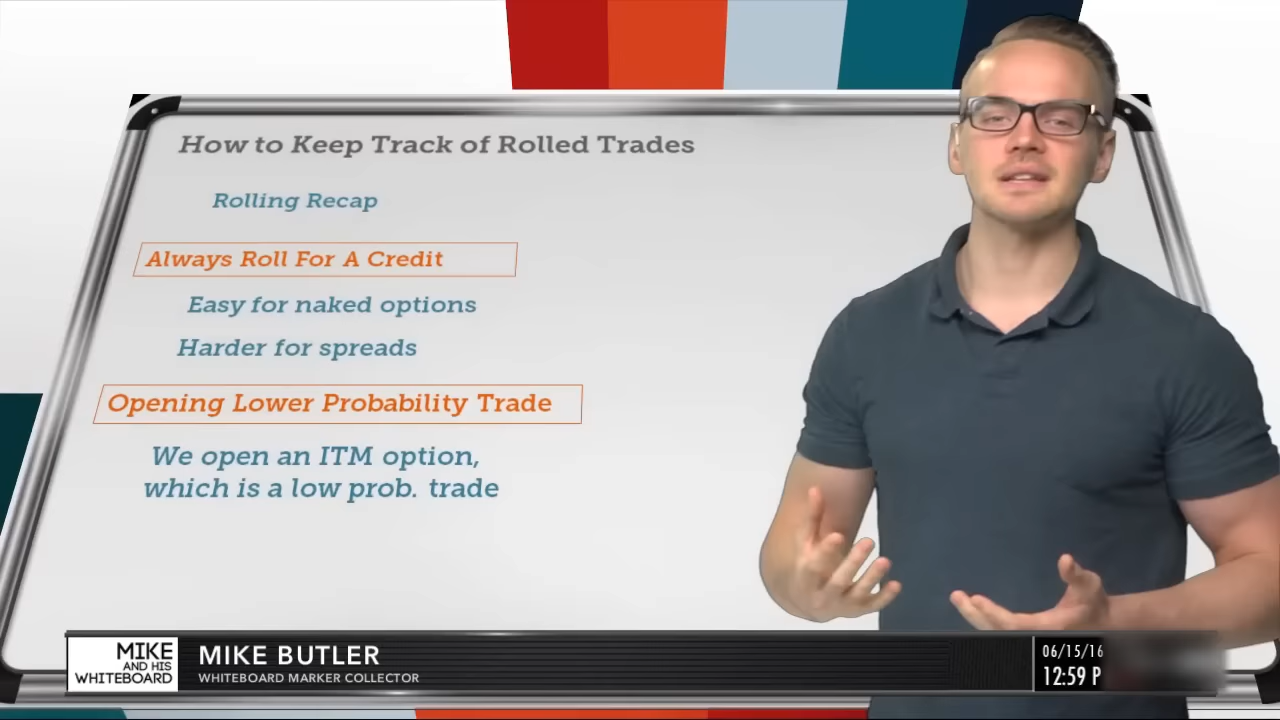 How to Keep Track of Rolled Trades
Rolling Recap
Always Roll For A Credit
Easy for naked options
Harder for spreads
Opening Lower Probability Trade
We open an ITM option,
which is a low prob. trade
MIKE
AND HIS
WHITEBOARD
MIKE BUTLER
WHITEBOARD MARKER COLLECTOR
06/15/16
12:59 P